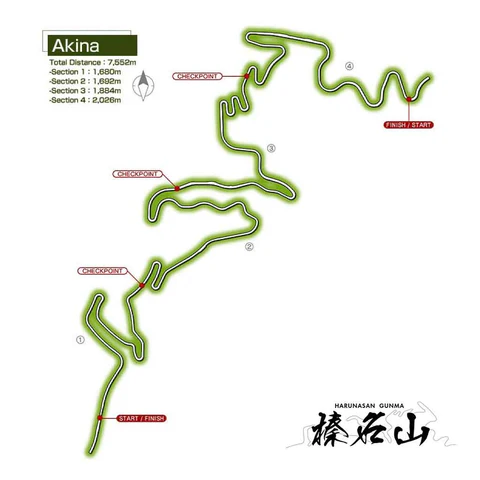 Akina
Total Distance : 7,552m
-Section 1 : 1,680m
-Section 2 : 1,692m
-Section 3 : 1,884m
-Section 4 : 2,026m
CHECKPOINT
④
FINISH / START
③
CHECKPOINT
②
CHECKPOINT
①
START / FINISH
HARUNASAN GUNMA
榛名山